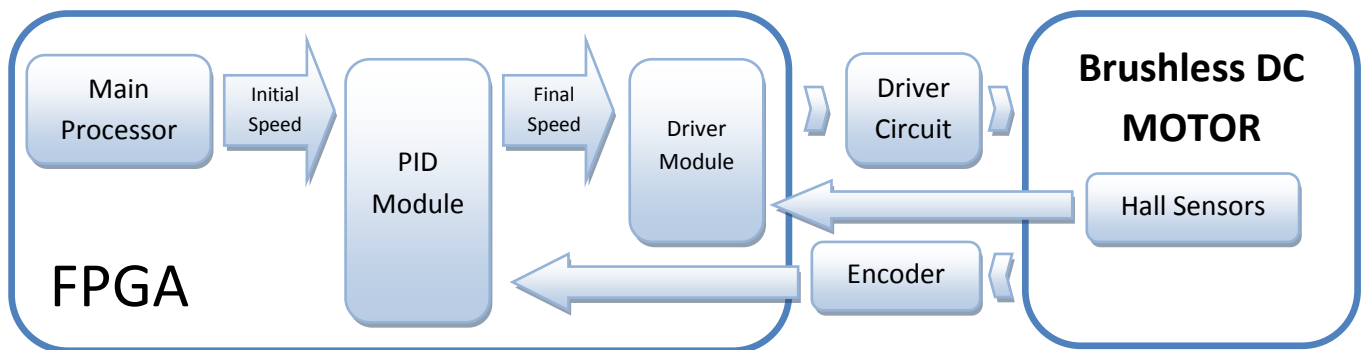 Main
Processor
Initial
Speed
PID
Module
Final
Speed
Driver
Module
Driver
Circuit
Brushless DC
MOTOR
Hall Sensors
Encoder
FPGA